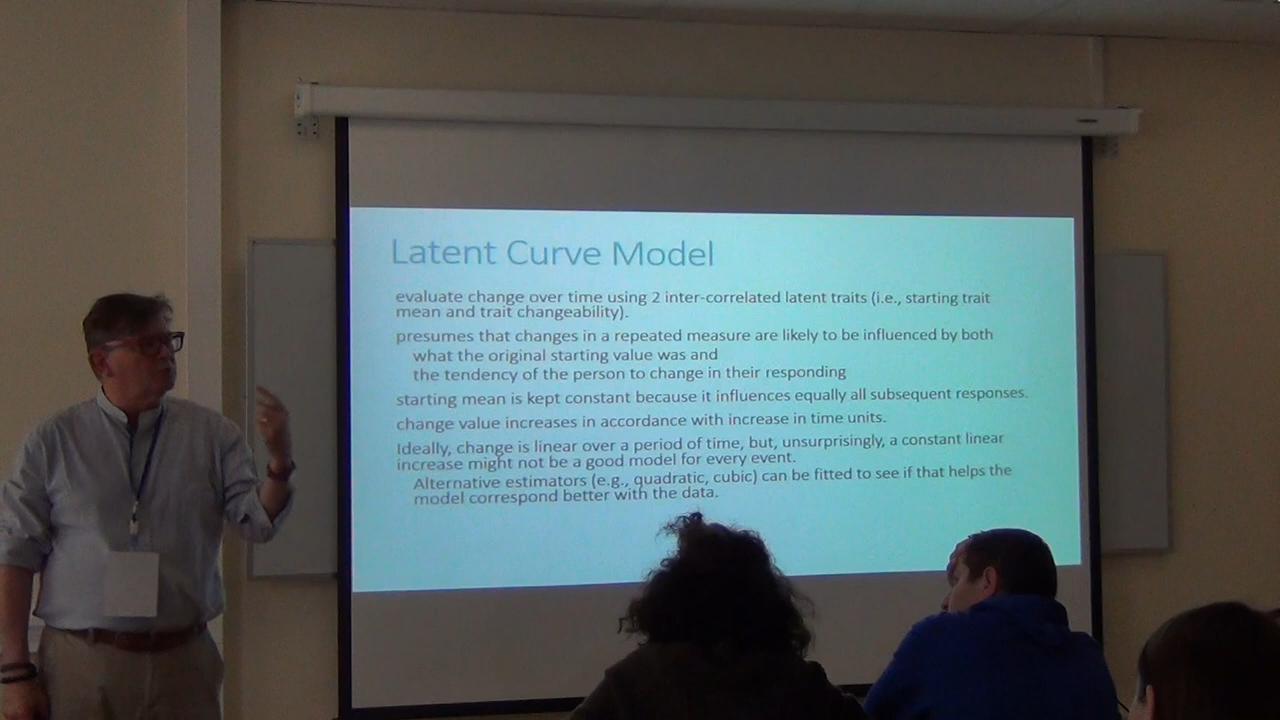 Latent Curve Model
evaluate change over time using 2 inter-correlated latent traits (i.e., starting trait
mean and trait changeability).
presumes that changes in a repeated measure are likely to be influenced by both
what the original starting value was and
the tendency of the person to change in their responding
starting mean is kept constant because it influences equally all subsequent responses.
change value increases in accordance with increase in time units.
Ideally, change is linear over a period of time, but, unsurprisingly, a constant linear
increase might not be a good model for every event.
Alternative estimators (e.g., quadratic, cubic) can be fitted to see if that helps the
model correspond better with the data.